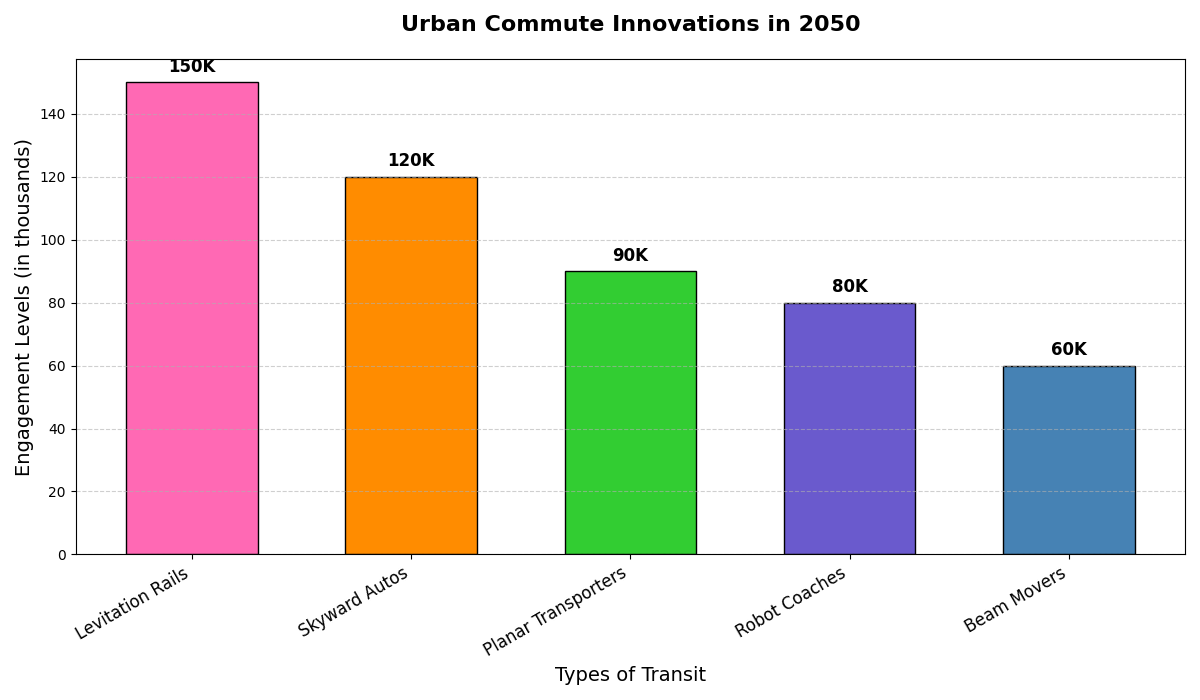 Urban Commute Innovations in 2050
Engagement Levels (in thousands)
140
120
100
80
60
40
20
0
150K
120K
90K
80K
60K
Levitation Rails
Skyward Autos
Planar Transporters
Robot Coaches
Beam Movers
Types of Transit